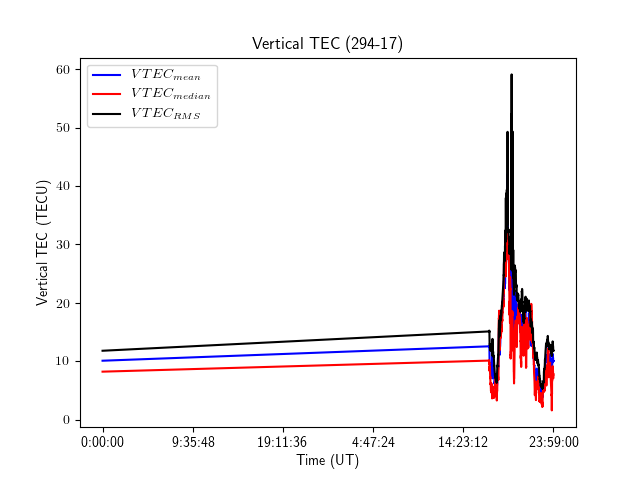 Vertical TEC (294-17)
VTEC_mean
VTEC_median
VTEC_RMS
60
50
40
30
20
10
0
Vertical TEC (TECU)
0:00:00 9:35:48 19:11:36 4:47:24 14:23:12 23:59:00
Time (UT)